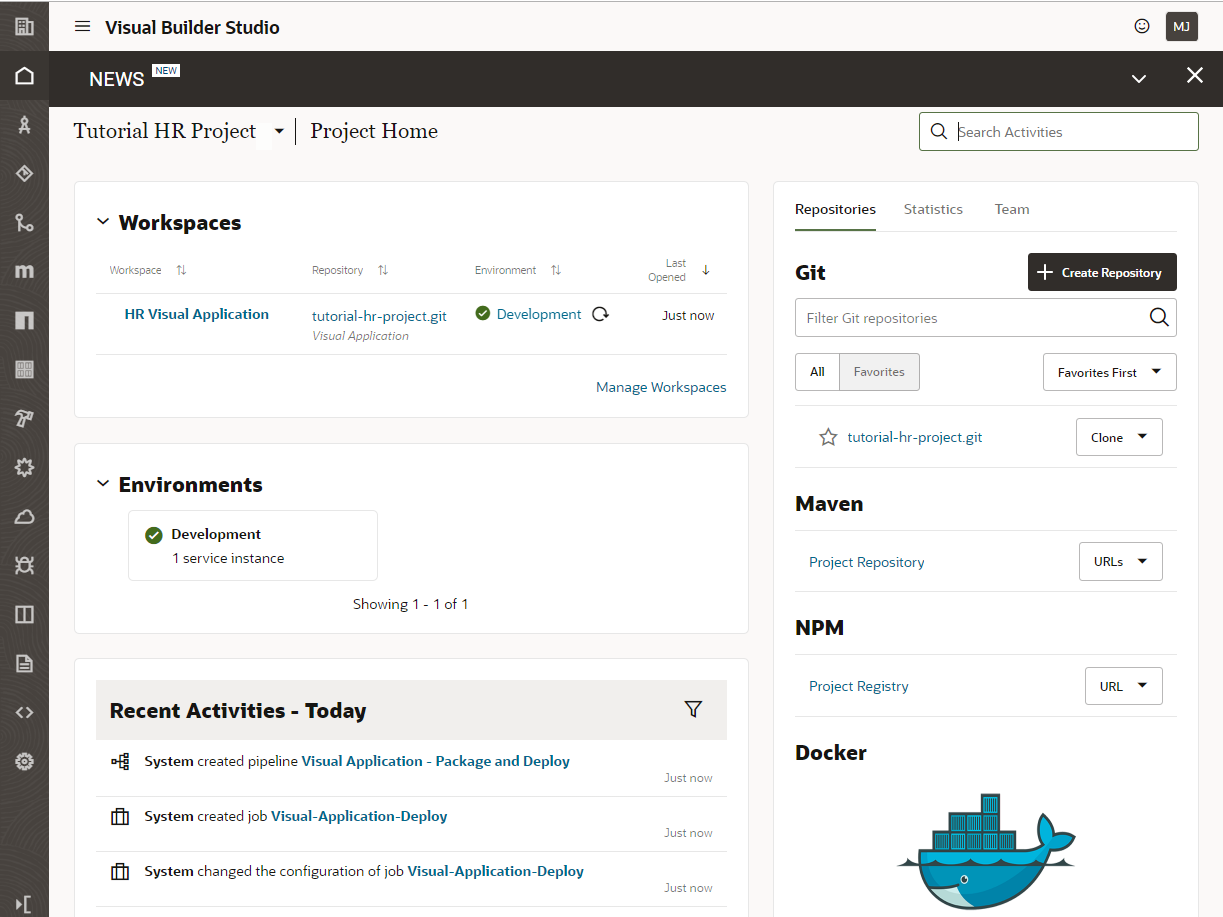 Visual Builder Studio
MJ
NEWS NEW
Tutorial HR Project
Project Home
Search Activities
Workspaces
Workspace
Repository
Environment
Last
Opened
HR Visual Application
tutorial-hr-project.git
Visual Application
Development
Just now
Manage Workspaces
Environments
Development
1 service instance
Showing 1 - 1 of 1
Recent Activities - Today
System created pipeline Visual Application - Package and Deploy
Just now
System created job Visual-Application-Deploy
Just now
System changed the configuration of job Visual-Application-Deploy
Just now
Repositories
Statistics
Team
Git
Create Repository
Filter Git repositories
All
Favorites
Favorites First
tutorial-hr-project.git
Clone
Maven
Project Repository
URLs
NPM
Project Registry
URL
Docker